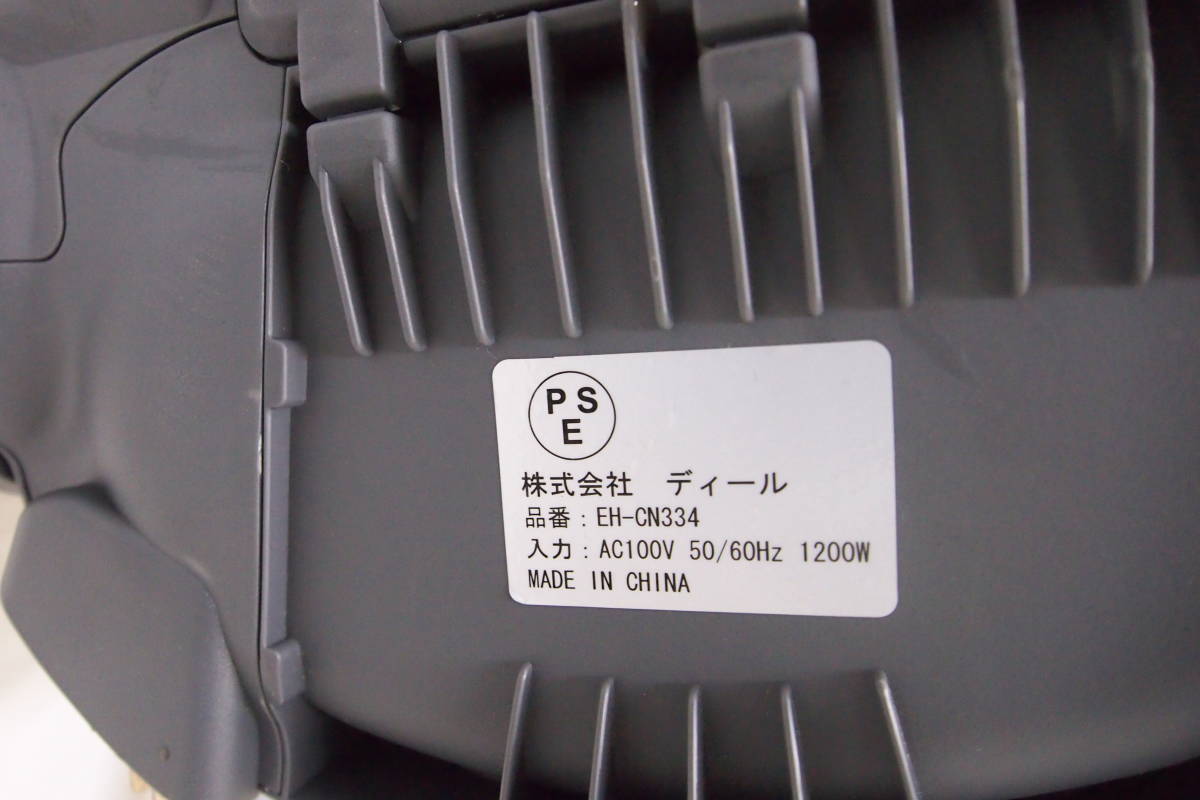 PS
E
株式会社　ディール
品番：EH-CN334
入力：AC100V 50/60Hz 1200W
MADE IN CHINA